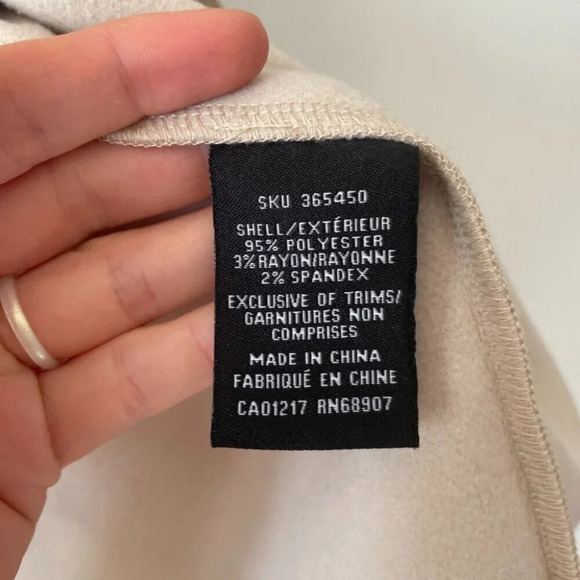 SKU 365450
SHELL/EXTÉRIEUR
95% POLYESTER
3% RAYON/RAYONNE
2% SPANDEX
EXCLUSIVE OF TRIMS/
GARNITURES NON
COMPRISES
MADE IN CHINA
FABRIQUÉ EN CHINE
CA01217 RN68907